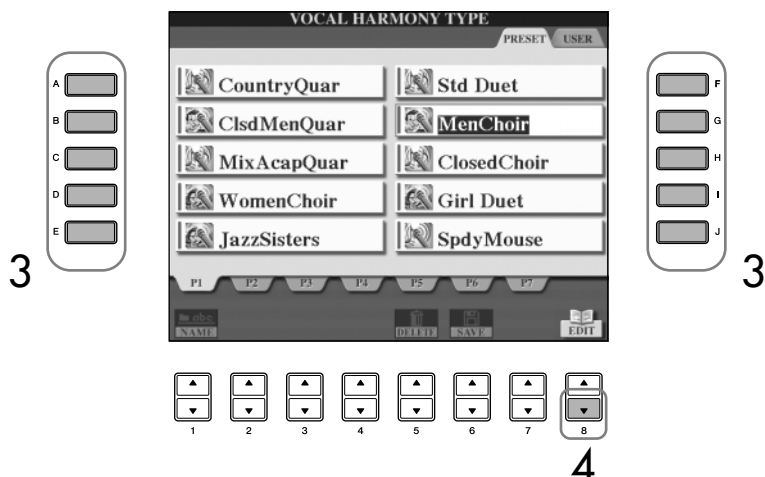 VOCAL HARMONY TYPE
PRESET USER
A CountryQuar Std Duet F
B ClsdMenQuar MenChoir G
C MixAcapQuar ClosedChoir H
D WomenChoir Girl Duet I
E JazzSisters SpdyMouse J
3 3
P1 P2 P3 P4 P5 P6 P7
abc
NAME DELETE SAVE EDIT
1 2 3 4 5 6 7 8
4